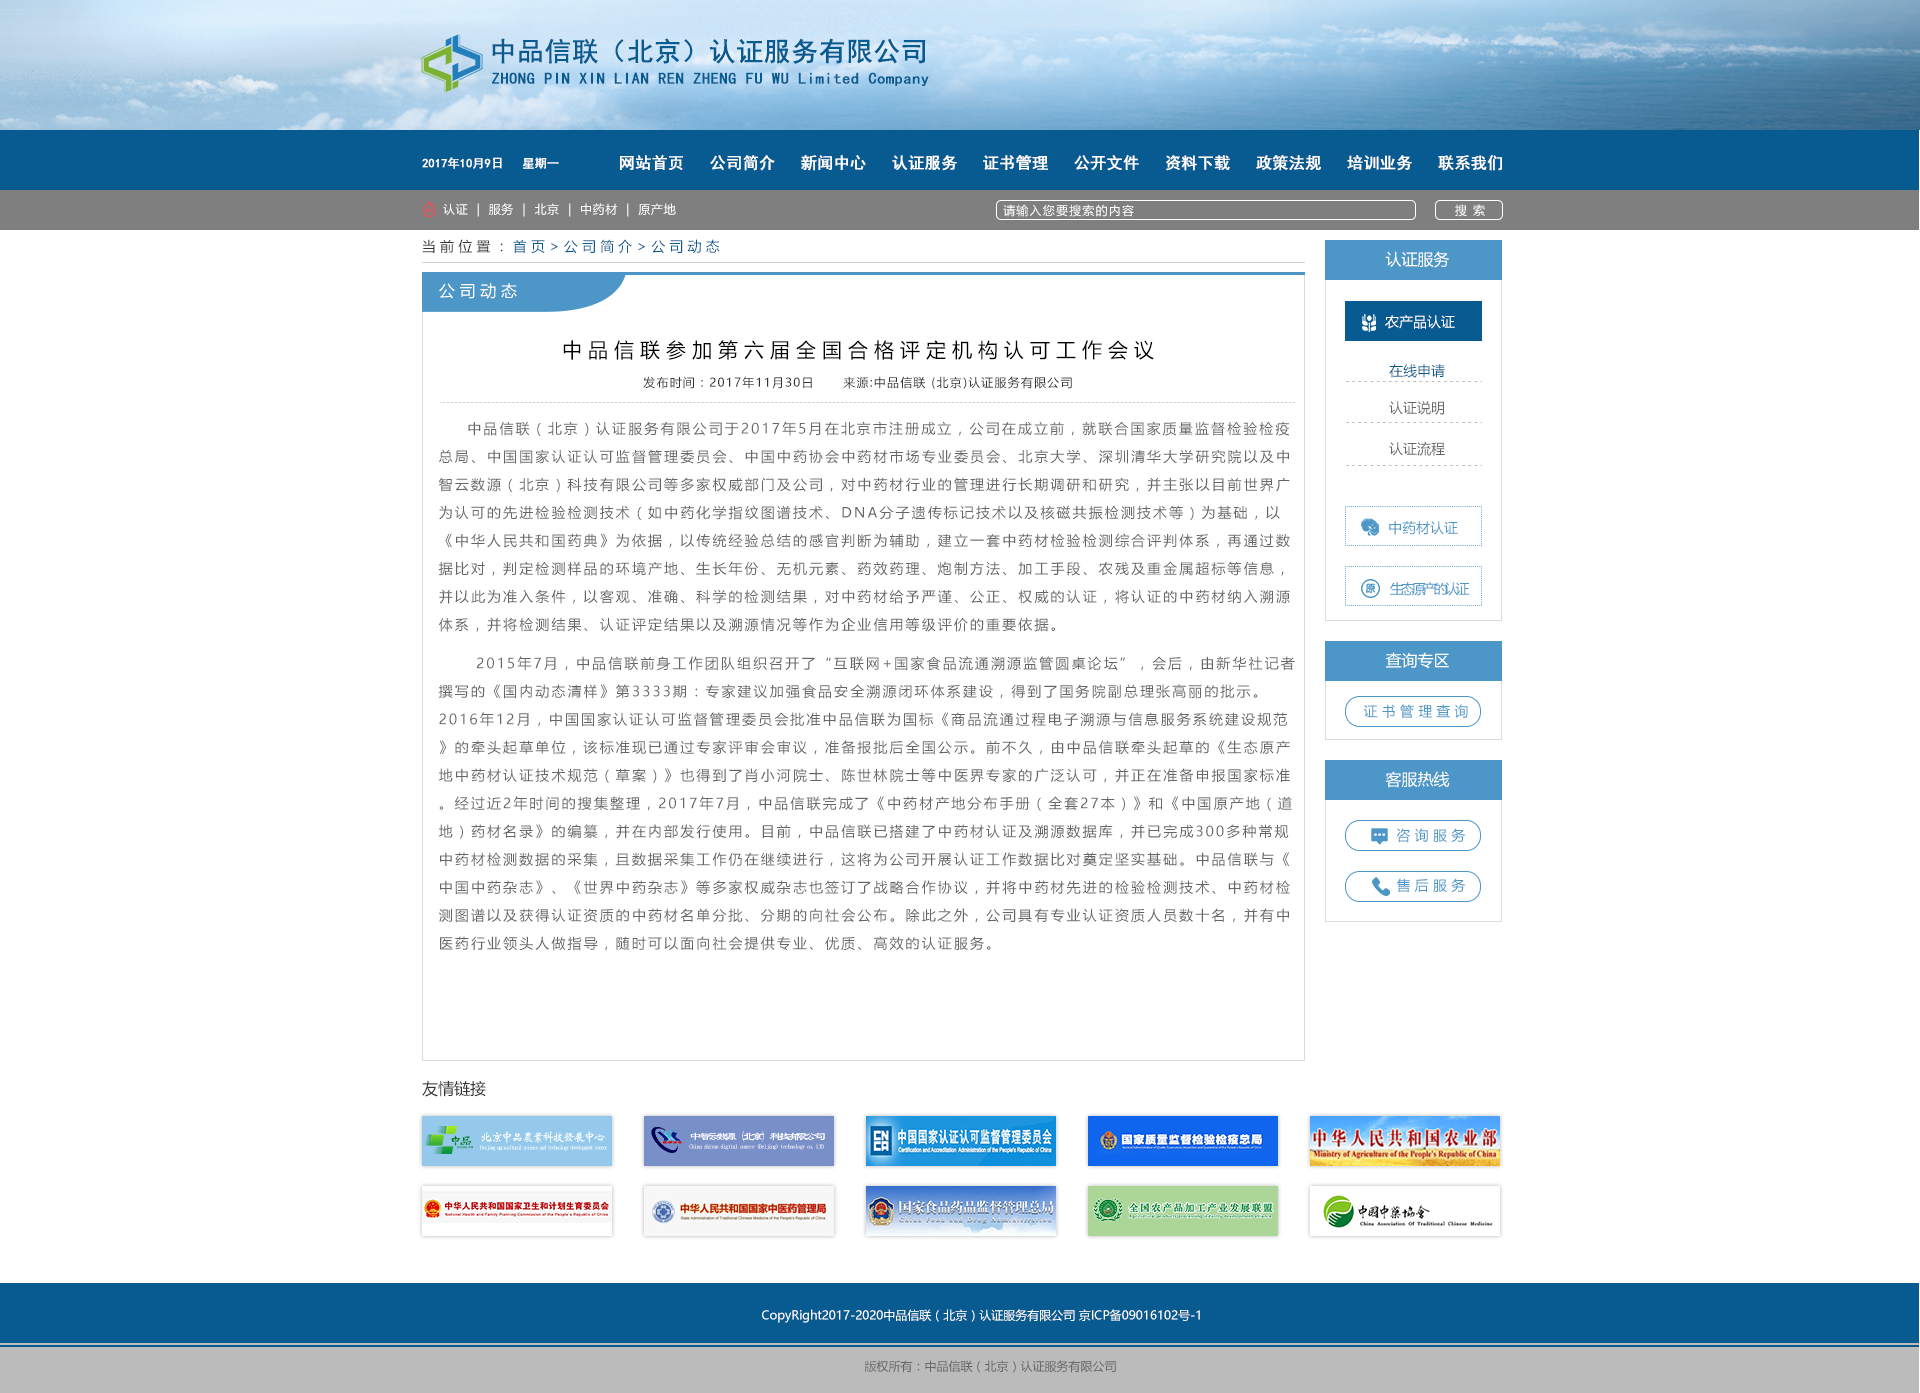 中品信联（北京）认证服务有限公司
ZHONG PIN XIN LIAN REN ZHENG FU WU Limited Company
2017年10月9日 星期一 网站首页 公司简介 新闻中心 认证服务 证书管理 公开文件 资料下载 政策法规 培训业务 联系我们
认证 | 服务 | 北京 | 中药材 | 原产地 请输入您要搜索的内容 搜 索
当前位置：首页>公司简介>公司动态
公司动态
中品信联参加第六届全国合格评定机构认可工作会议
发布时间：2017年11月30日 来源:中品信联 (北京)认证服务有限公司
中品信联（北京）认证服务有限公司于2017年5月在北京市注册成立，公司在成立前，就联合国家质量监督检验检疫
总局、中国国家认证认可监督管理委员会、中国中药协会中药材市场专业委员会、北京大学、深圳清华大学研究院以及中
智云数源（北京）科技有限公司等多家权威部门及公司，对中药材行业的管理进行长期调研和研究，并主张以目前世界广
为认可的先进检验检测技术（如中药化学指纹图谱技术、DNA分子遗传标记技术以及核磁共振检测技术等）为基础，以
《中华人民共和国药典》为依据，以传统经验总结的感官判断为辅助，建立一套中药材检验检测综合评判体系，再通过数
据比对，判定检测样品的环境产地、生长年份、无机元素、药效药理、炮制方法、加工手段、农残及重金属超标等信息，
并以此为准入条件，以客观、准确、科学的检测结果，对中药材给予严谨、公正、权威的认证，将认证的中药材纳入溯源
体系，并将检测结果、认证评定结果以及溯源情况等作为企业信用等级评价的重要依据。
2015年7月，中品信联前身工作团队组织召开了“互联网+国家食品流通溯源监管圆桌论坛”，会后，由新华社记者
撰写的《国内动态清样》第3333期：专家建议加强食品安全溯源闭环体系建设，得到了国务院副总理张高丽的批示。
2016年12月，中国国家认证认可监督管理委员会批准中品信联为国标《商品流通过程电子溯源与信息服务系统建设规范
》的牵头起草单位，该标准现已通过专家评审会审议，准备报批后全国公示。前不久，由中品信联牵头起草的《生态原产
地中药材认证技术规范（草案）》也得到了肖小河院士、陈世林院士等中医界专家的广泛认可，并正在准备申报国家标准
。经过近2年时间的搜集整理，2017年7月，中品信联完成了《中药材产地分布手册（全套27本）》和《中国原产地（道
地）药材名录》的编纂，并在内部发行使用。目前，中品信联已搭建了中药材认证及溯源数据库，并已完成300多种常规
中药材检测数据的采集，且数据采集工作仍在继续进行，这将为公司开展认证工作数据比对奠定坚实基础。中品信联与《
中国中药杂志》、《世界中药杂志》等多家权威杂志也签订了战略合作协议，并将中药材先进的检验检测技术、中药材检
测图谱以及获得认证资质的中药材名单分批、分期的向社会公布。除此之外，公司具有专业认证资质人员数十名，并有中
医药行业领头人做指导，随时可以面向社会提供专业、优质、高效的认证服务。
认证服务
农产品认证
在线申请
认证说明
认证流程
中药材认证
原 生态原产的认证
查询专区
证书管理查询
客服热线
咨询服务
售后服务
友情链接
中品 北京中品农业科技发展中心
中智云数源（北京）科技有限公司
中国国家认证认可监督管理委员会
Certification and Accreditation Administration of the People's Republic of China
国家质量监督检验检疫总局
中华人民共和国农业部
Ministry of Agriculture of the People's Republic of China
中华人民共和国国家卫生和计划生育委员会
National Health and Family Planning Commission of the People's Republic of China
中华人民共和国国家中医药管理局
State Administration of Traditional Chinese Medicine of the People's Republic of China
国家食品药品监督管理总局
China Food and Drug Administration
全国农产品加工产业发展联盟
中国中药协会
China Association Of Traditional Chinese Medicine
CopyRight2017-2020中品信联（北京）认证服务有限公司 京ICP备09016102号-1
版权所有：中品信联（北京）认证服务有限公司